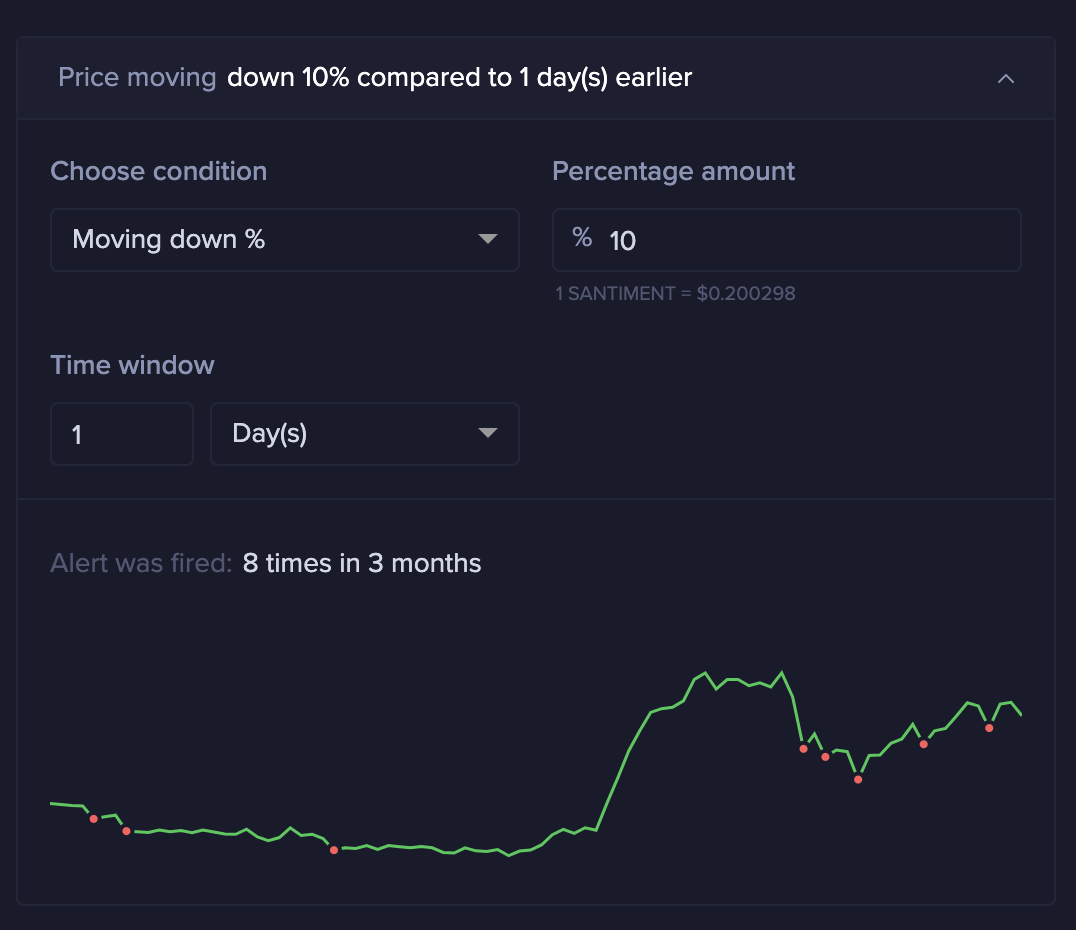 Price moving down 10% compared to 1 day(s) earlier
Choose condition
Percentage amount
Moving down %
% 10
1 SANTIMENT = $0.200298
Time window
1
Day(s)
Alert was fired: 8 times in 3 months